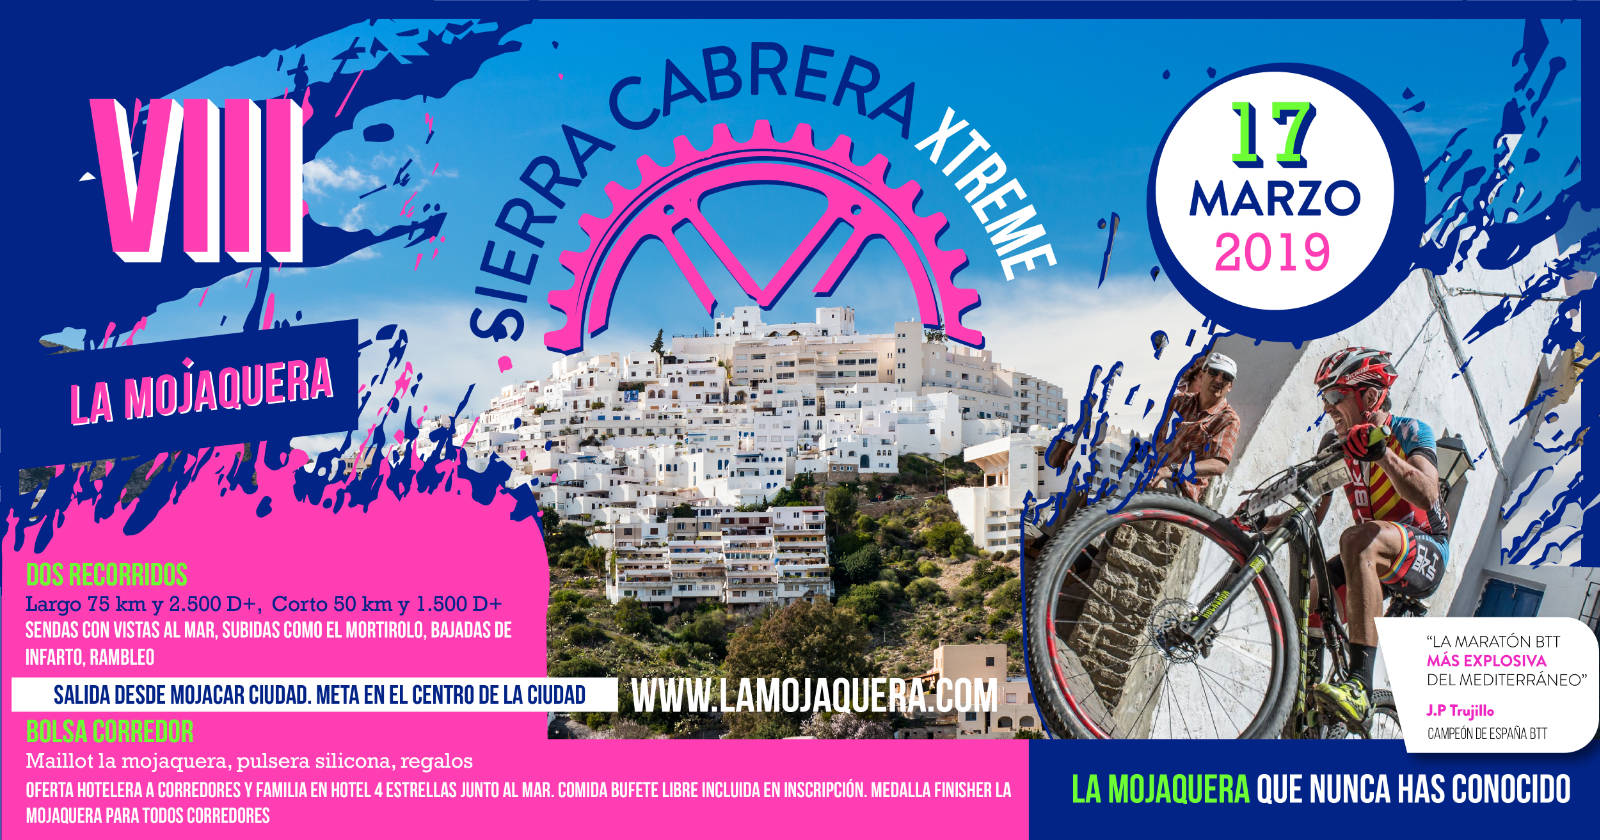 VIII
LA MOJAQUERA
SIERRA CABRERA XTREME
17
MARZO
2019
DOS RECORRIDOS
Largo 75 km y 2.500 D+, Corto 50 km y 1.500 D+
SENDAS CON VISTAS AL MAR, SUBIDAS COMO EL MORTIROLO, BAJADAS DE
INFARTO, RAMBLEO
SALIDA DESDE MOJACAR CIUDAD. META EN EL CENTRO DE LA CIUDAD
WWW.LAMOJAQUERA.COM
BOLSA CORREDOR
Maillot la mojaquera, pulsera silicona, regalos
OFERTA HOTELERA A CORREDORES Y FAMILIA EN HOTEL 4 ESTRELLAS JUNTO AL MAR. COMIDA BUFETE LIBRE INCLUIDA EN INSCRIPCIÓN. MEDALLA FINISHER LA
MOJAQUERA PARA TODOS CORREDORES
“LA MARATÓN BTT
MÁS EXPLOSIVA
DEL MEDITERRÁNEO”
J.P Trujillo
CAMPEÓN DE ESPAÑA BTT
LA MOJAQUERA QUE NUNCA HAS CONOCIDO